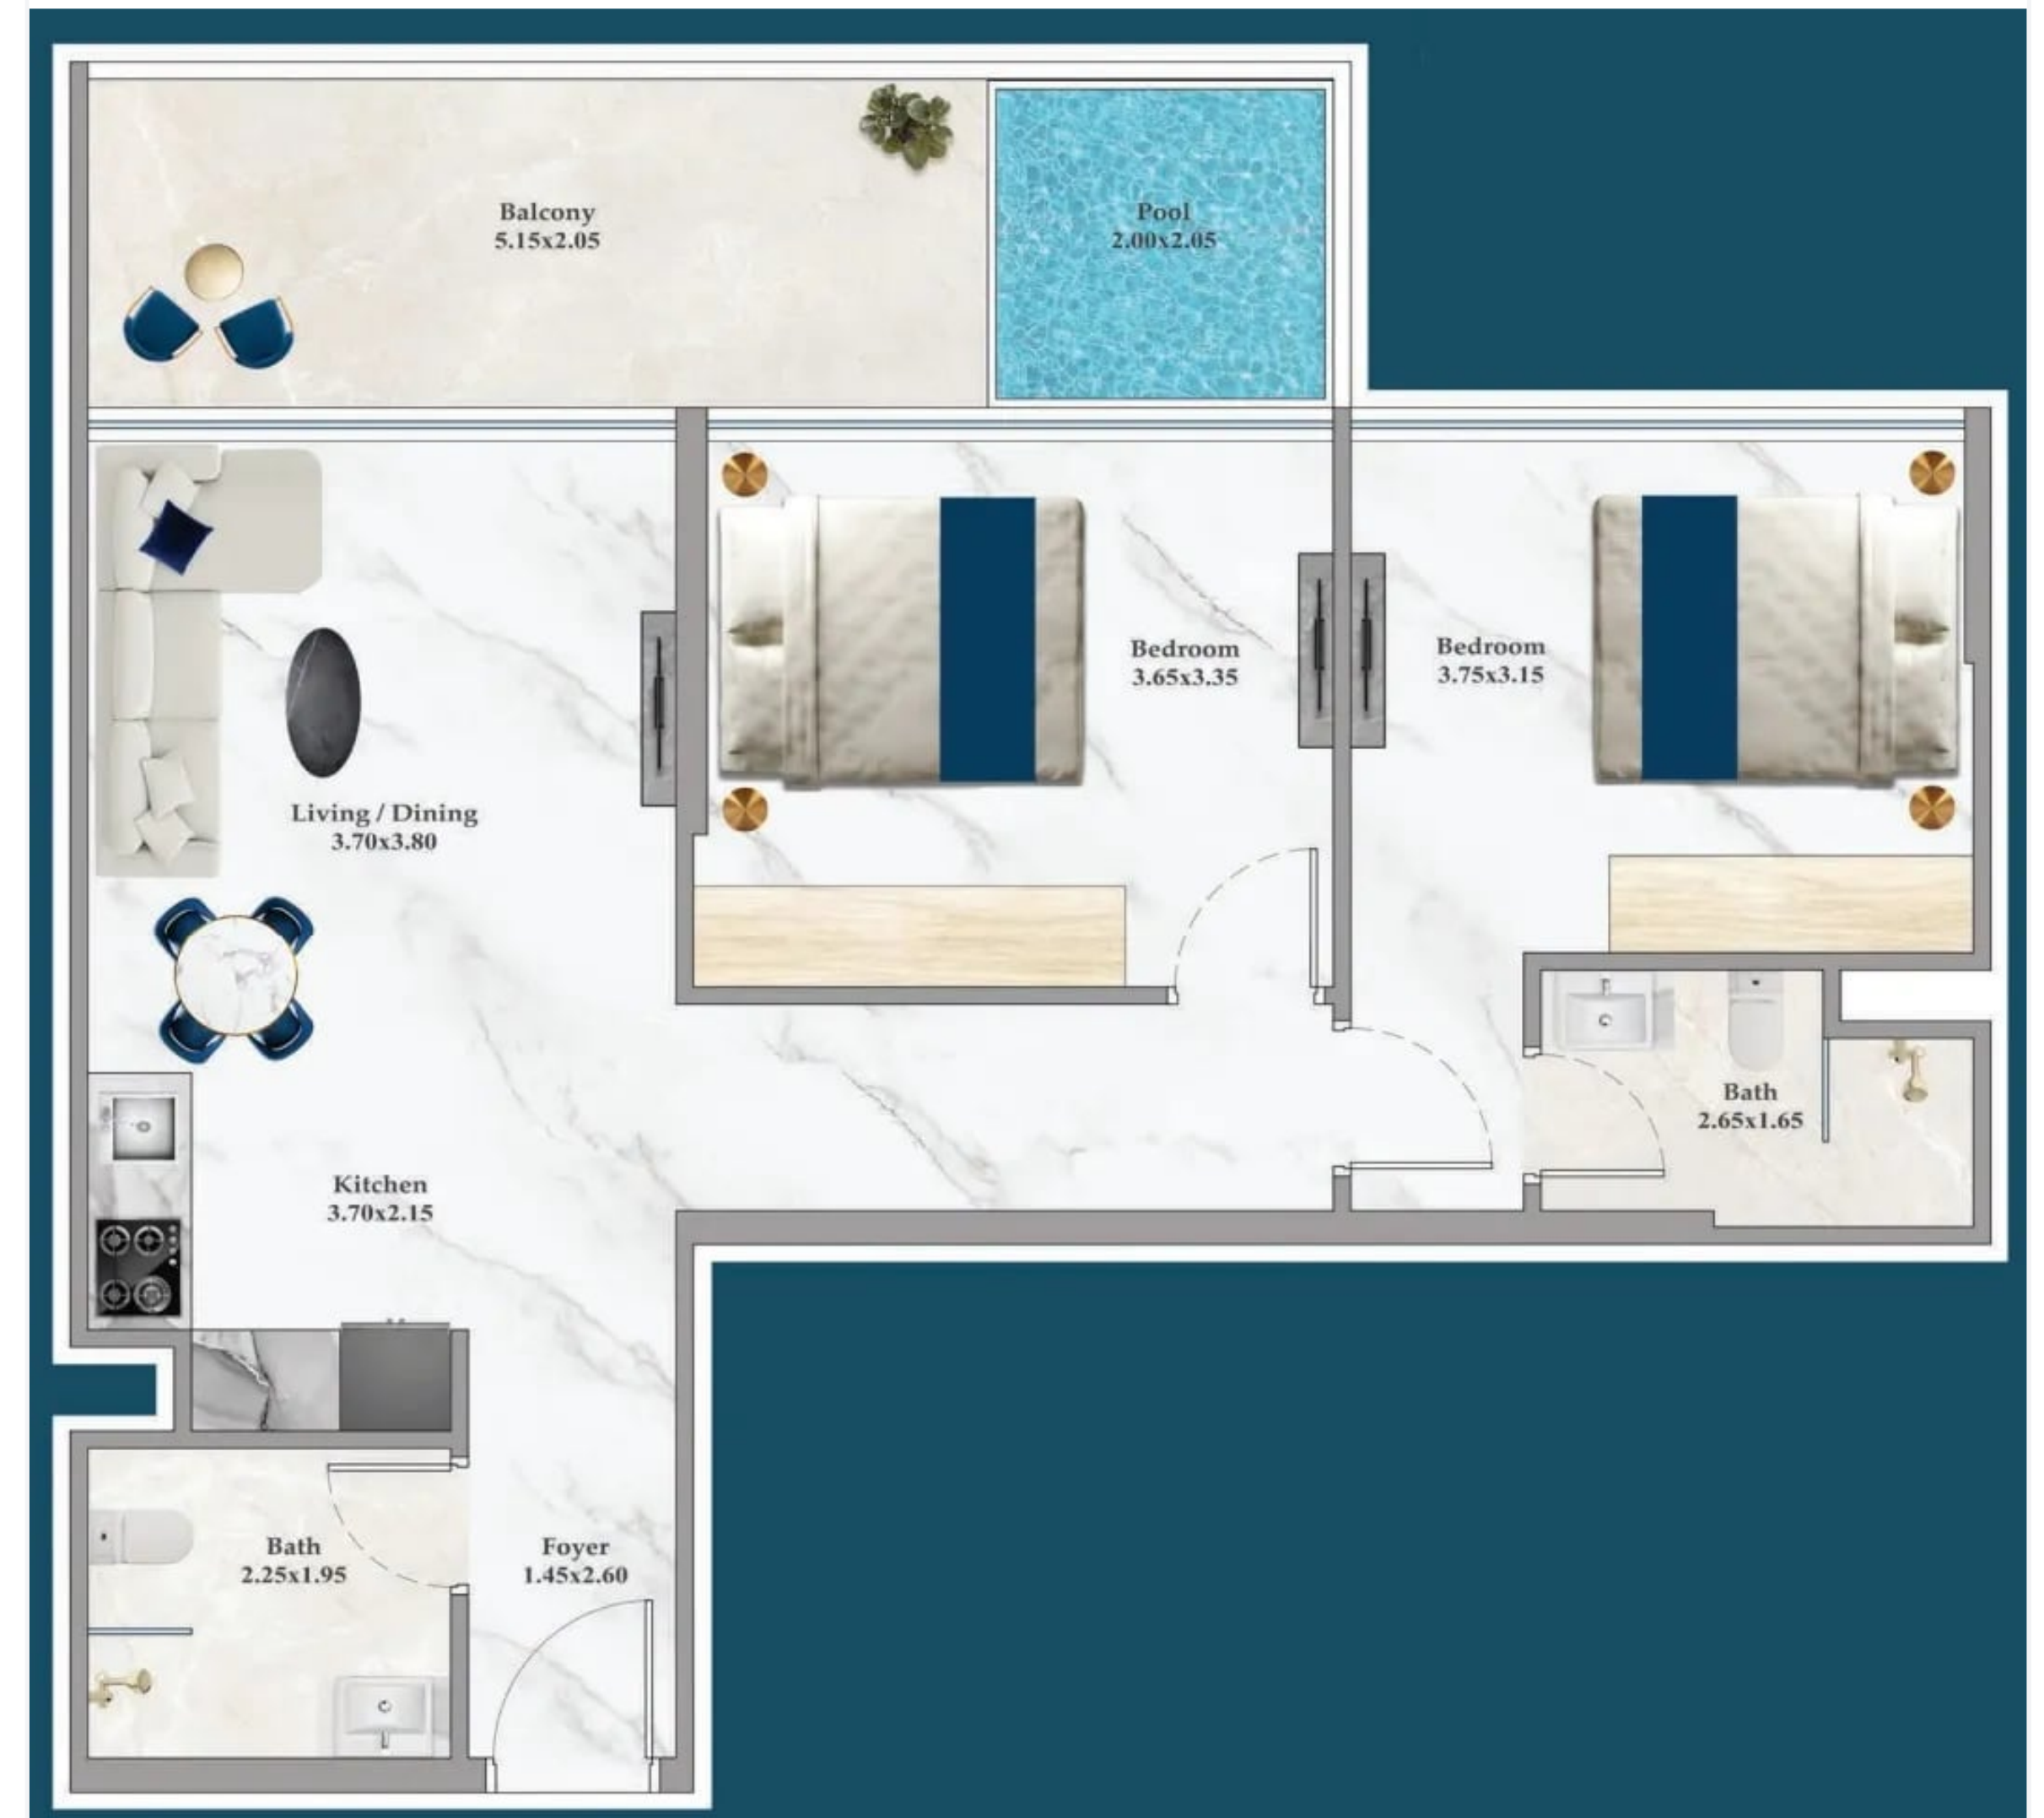 Balcony
5.15x2.05
Pool
2.00x2.05
Bedroom
3.65x3.35
Bedroom
3.75x3.15
Living / Dining
3.70x3.80
Bath
2.65x1.65
Kitchen
3.70x2.15
Bath
2.25x1.95
Foyer
1.45x2.60